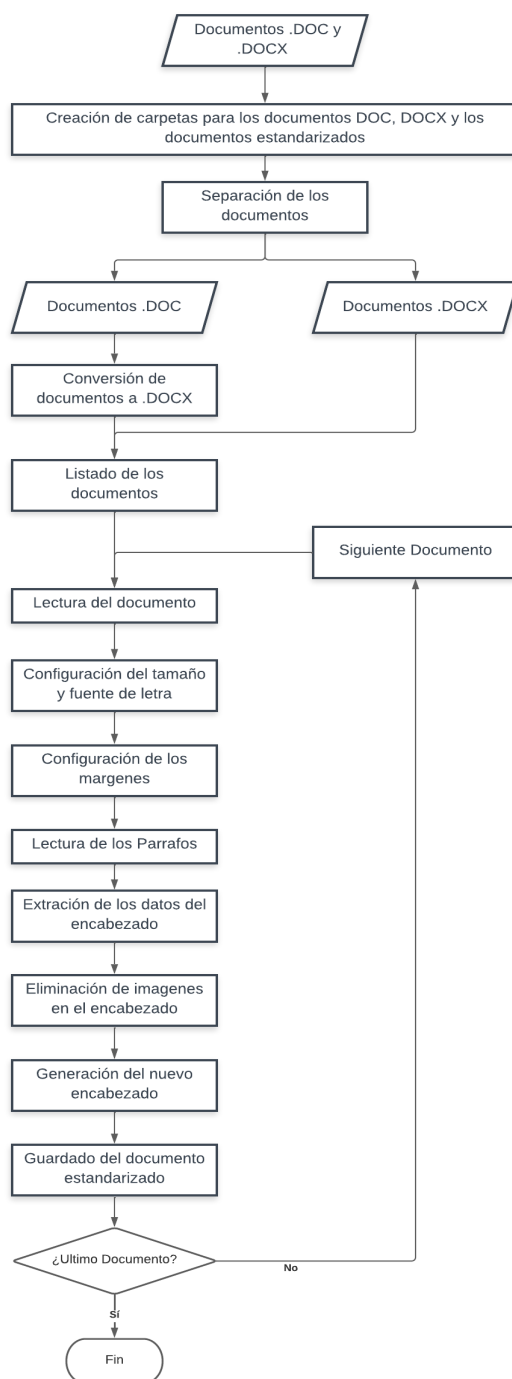 Documentos .DOC y
.DOCX
Creación de carpetas para los documentos DOC, DOCX y los
documentos estandarizados
Separación de los
documentos
Documentos .DOC
Documentos .DOCX
Conversión de
documentos a .DOCX
Listado de los
documentos
Siguiente Documento
Lectura del documento
Configuración del tamaño
y fuente de letra
Configuración de los
margenes
Lectura de los Parrafos
Extracción de los datos del
encabezado
Eliminación de imagenes
en el encabezado
Generación del nuevo
encabezado
Guardado del documento
estandarizado
¿Ultimo Documento?
No
Sí
Fin